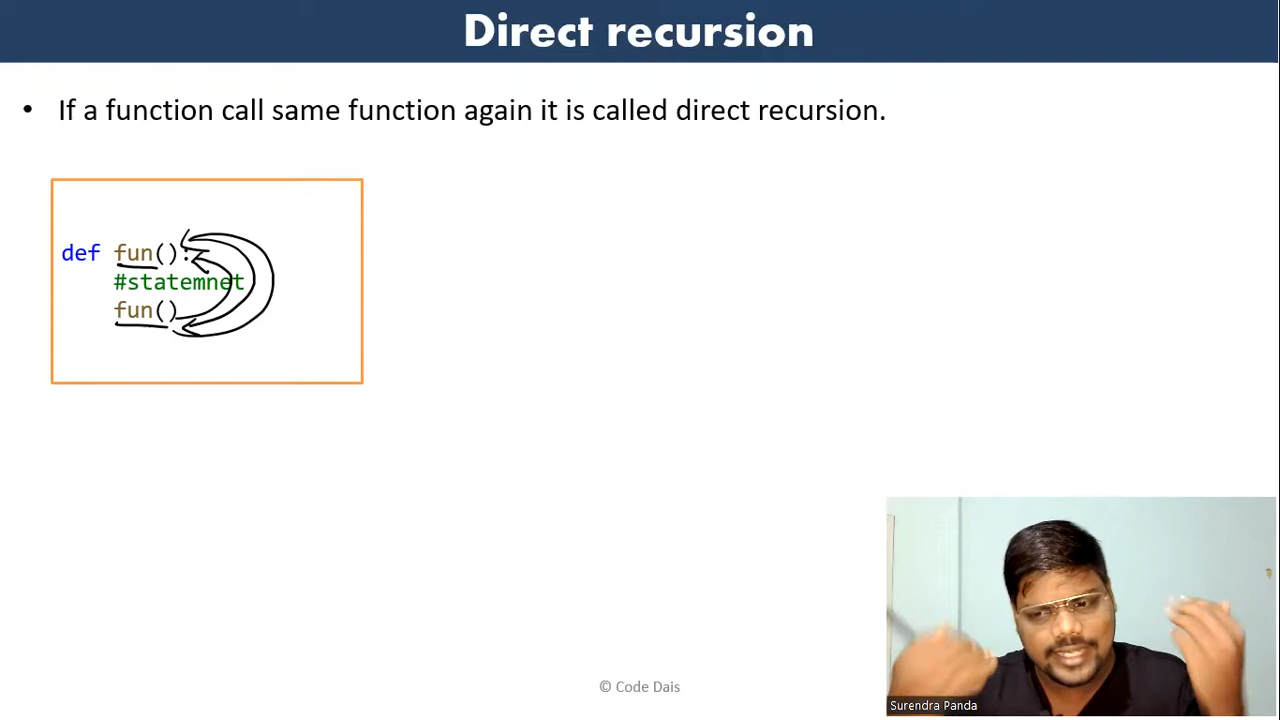 Direct recursion
• If a function call same function again it is called direct recursion.
def fun():
#statemnet
fun()
© Code Dais
Surendra Panda